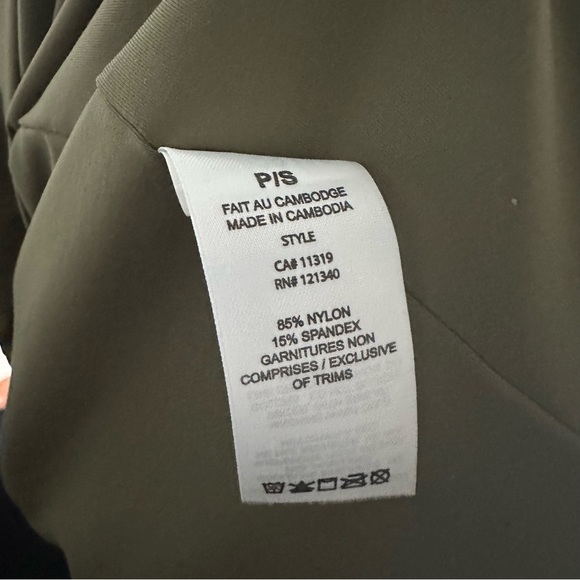 P/S
FAIT AU CAMBODGE
MADE IN CAMBODIA
STYLE
CA# 11319
RN# 121340
85% NYLON
15% SPANDEX
GARNITURES NON
COMPRISES / EXCLUSIVE
OF TRIMS